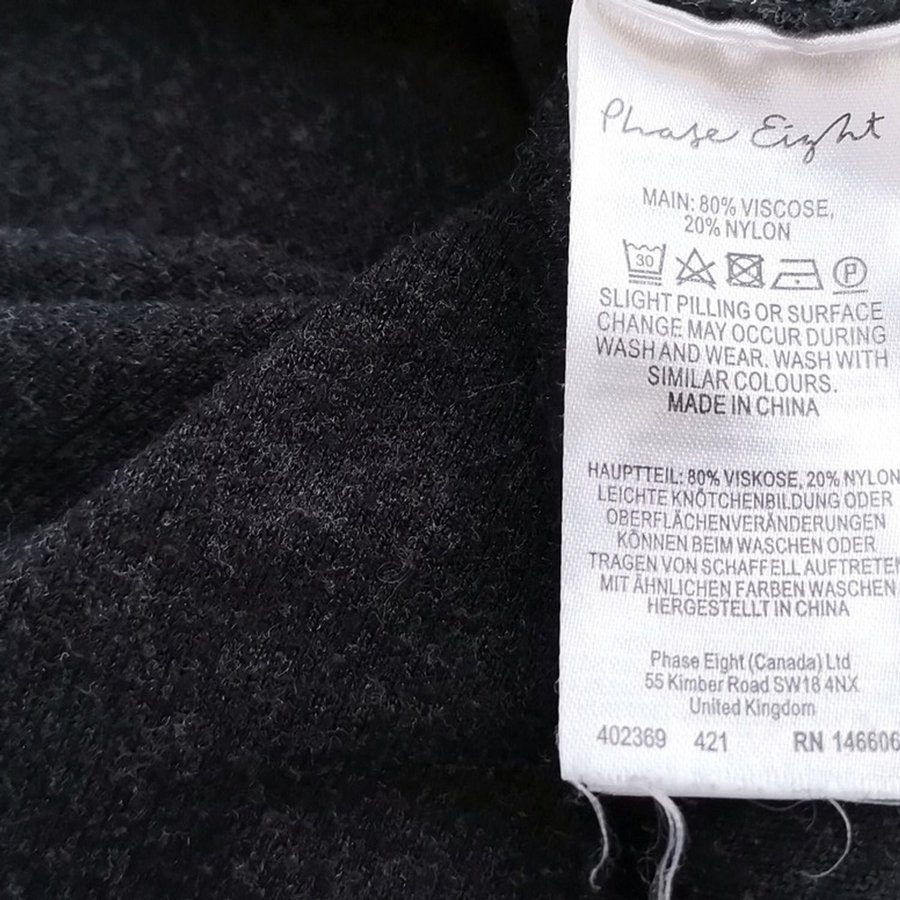 Phase Eight
MAIN: 80% VISCOSE,
20% NYLON
30 P
SLIGHT PILLING OR SURFACE
CHANGE MAY OCCUR DURING
WASH AND WEAR. WASH WITH
SIMILAR COLOURS.
MADE IN CHINA
HAUPTTEIL: 80% VISKOSE, 20% NYLON
LEICHTE KNÖTCHENBILDUNG ODER
OBERFLÄCHENVERÄNDERUNGEN
KÖNNEN BEIM WASCHEN ODER
TRAGEN VON SCHAFFELL AUFTRETEN
MIT ÄHNLICHEN FARBEN WASCHEN
HERGESTELLT IN CHINA
Phase Eight (Canada) Ltd
55 Kimber Road SW18 4NX
United Kingdom
402369 421 RN 146606